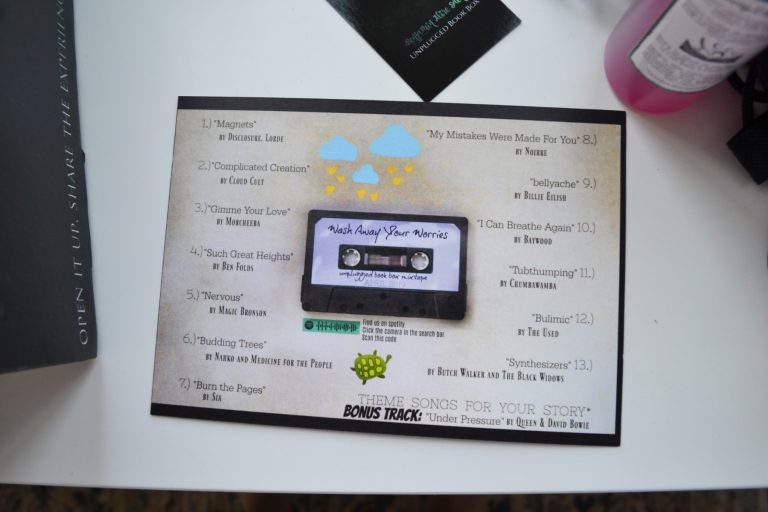 OPEN IT UP. SHARE THE EXPERIENCE
UNPLUGGED BOOK BOX
1.) "Magnets"
BY DISCLOSURE, LORDE
2.) "Complicated Creation"
BY CLOUD CULT
3.) "Gimme Your Love"
BY MORCHEEBA
4.) "Such Great Heights"
BY BEN FOLDS
5.) "Nervous"
BY MAGIC BRONSON
6.) "Budding Trees"
BY NAHKO AND MEDICINE FOR THE PEOPLE
7.) "Burn the Pages"
BY SIA
Wash Away Your Worries
unplugged book box mixtape
APRIL 2019
Find us on spotify
Click the camera in the search bar
Scan this code
"My Mistakes Were Made For You" 8.)
BY NOURRE
"bellyache" 9.)
BY BILLIE EILISH
"I Can Breathe Again" 10.)
BY BAYWOOD
"Tubthumping" 11.)
BY CHUMBAWAMBA
"Bulimic" 12.)
BY THE USED
"Synthesizers" 13.)
BY BUTCH WALKER AND THE BLACK WIDOWS
THEME SONGS FOR YOUR STORY*
BONUS TRACK: "Under Pressure" BY QUEEN & DAVID BOWIE